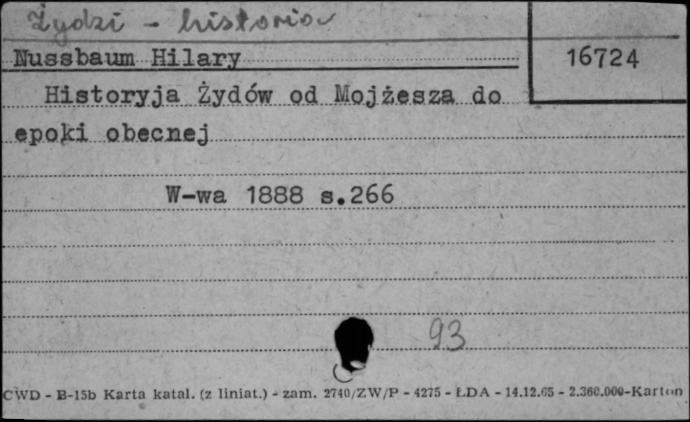 Żydzi - historia
Nussbaum Hilary
16724
Historyja Żydów od Mojżesza do
epoki obecnej
W-wa 1888 s.266
93
CWD - B-15b Karta katal. (z liniat.) - zam. 2740/ZW/P - 4275 - ŁDA - 14.12.65 - 2.360.000-Karton